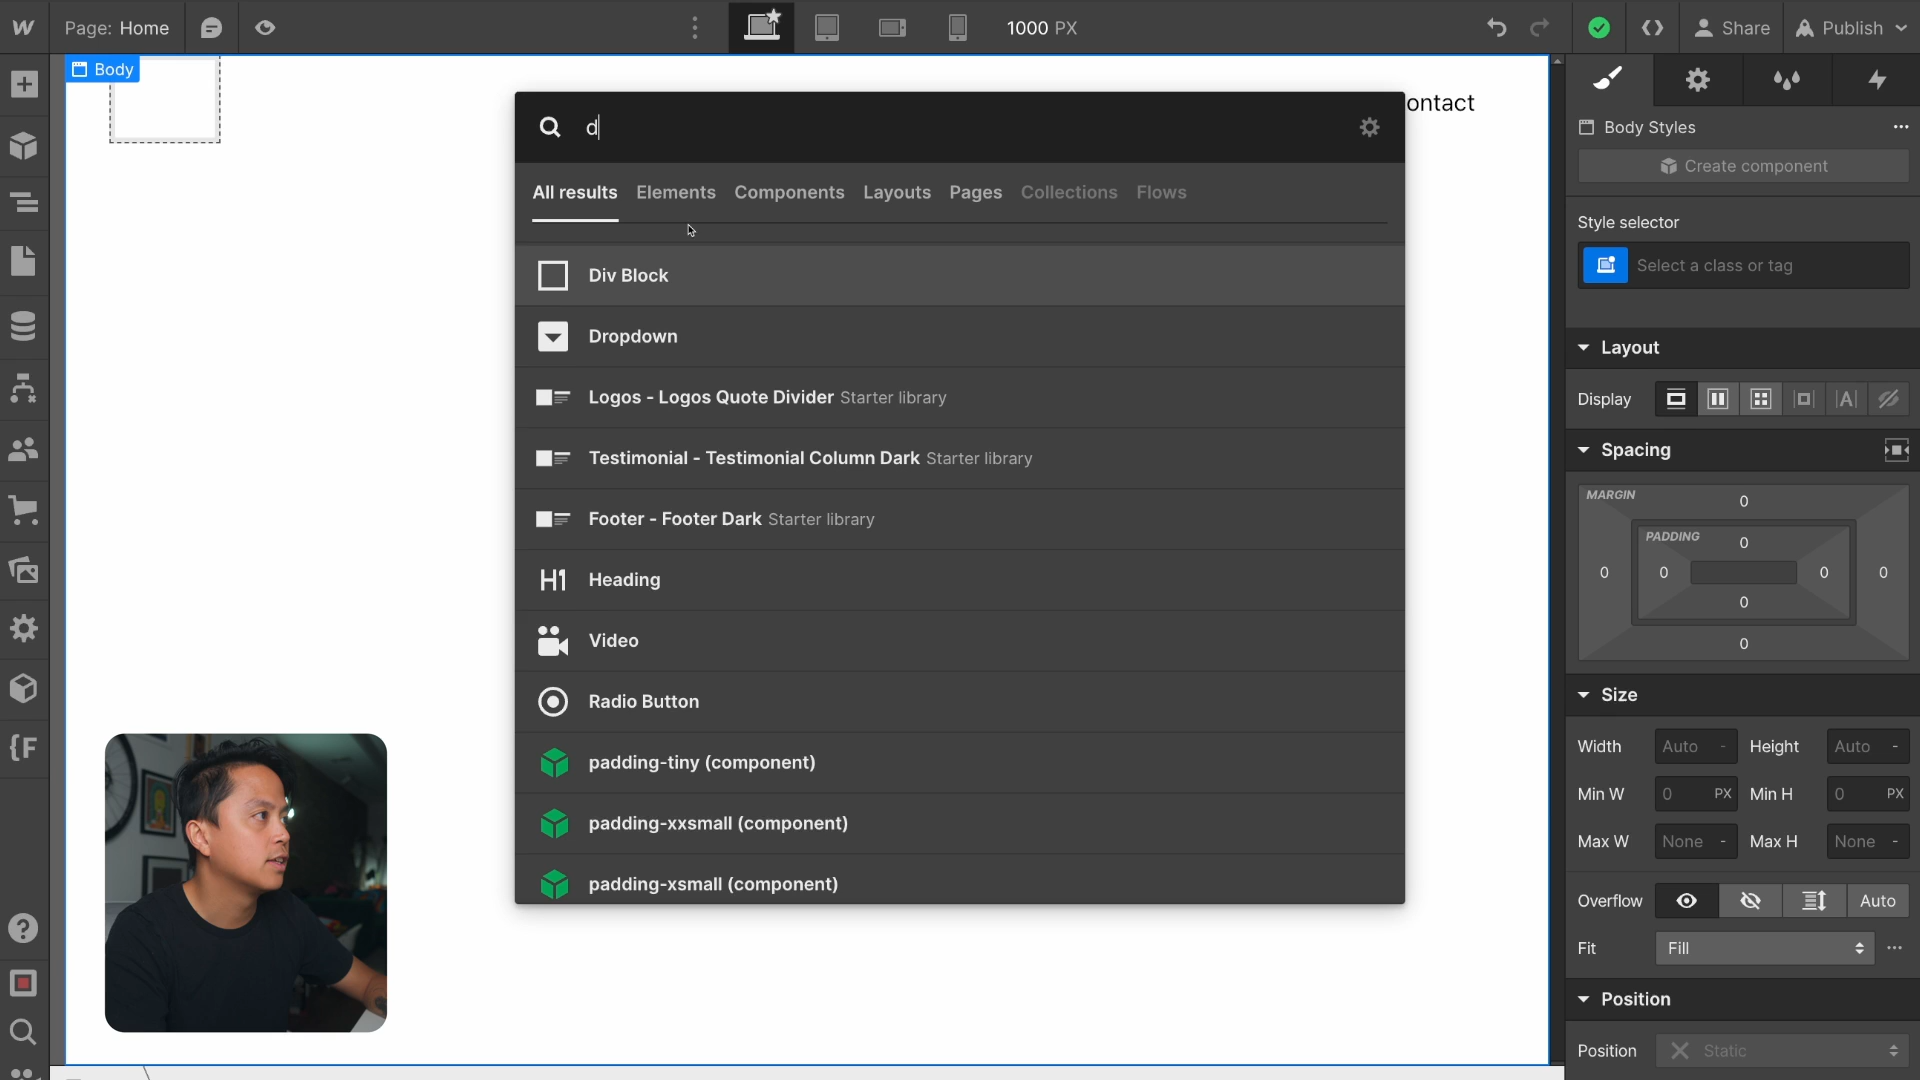 Page: Home
1000 PX
Share
Publish
Body
ontact
d
All results Elements Components Layouts Pages Collections Flows
Div Block
Dropdown
Logos - Logos Quote Divider Starter library
Testimonial - Testimonial Column Dark Starter library
Footer - Footer Dark Starter library
H1 Heading
Video
Radio Button
padding-tiny (component)
padding-xxsmall (component)
padding-xsmall (component)
Body Styles
Create component
Style selector
Select a class or tag
Layout
Display
Spacing
MARGIN
0
PADDING
0
0 0 0 0
0
0
Size
Width Auto - Height Auto -
Min W 0 PX Min H 0 PX
Max W None - Max H None -
Overflow Auto
Fit Fill
Position
Position Static